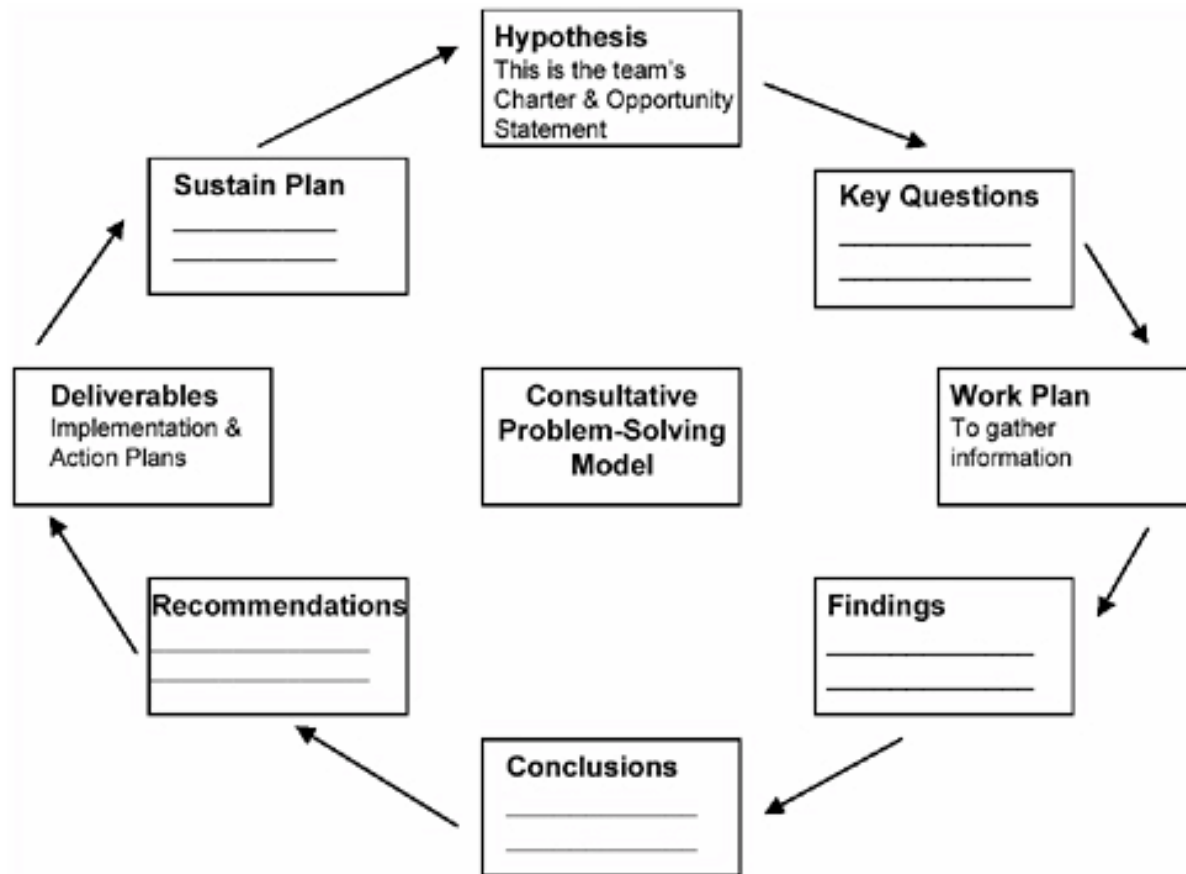 Hypothesis
This is the team's
Charter & Opportunity
Statement
Key Questions
Work Plan
To gather
information
Findings
Conclusions
Recommendations
Deliverables
Implementation &
Action Plans
Sustain Plan
Consultative
Problem-Solving
Model